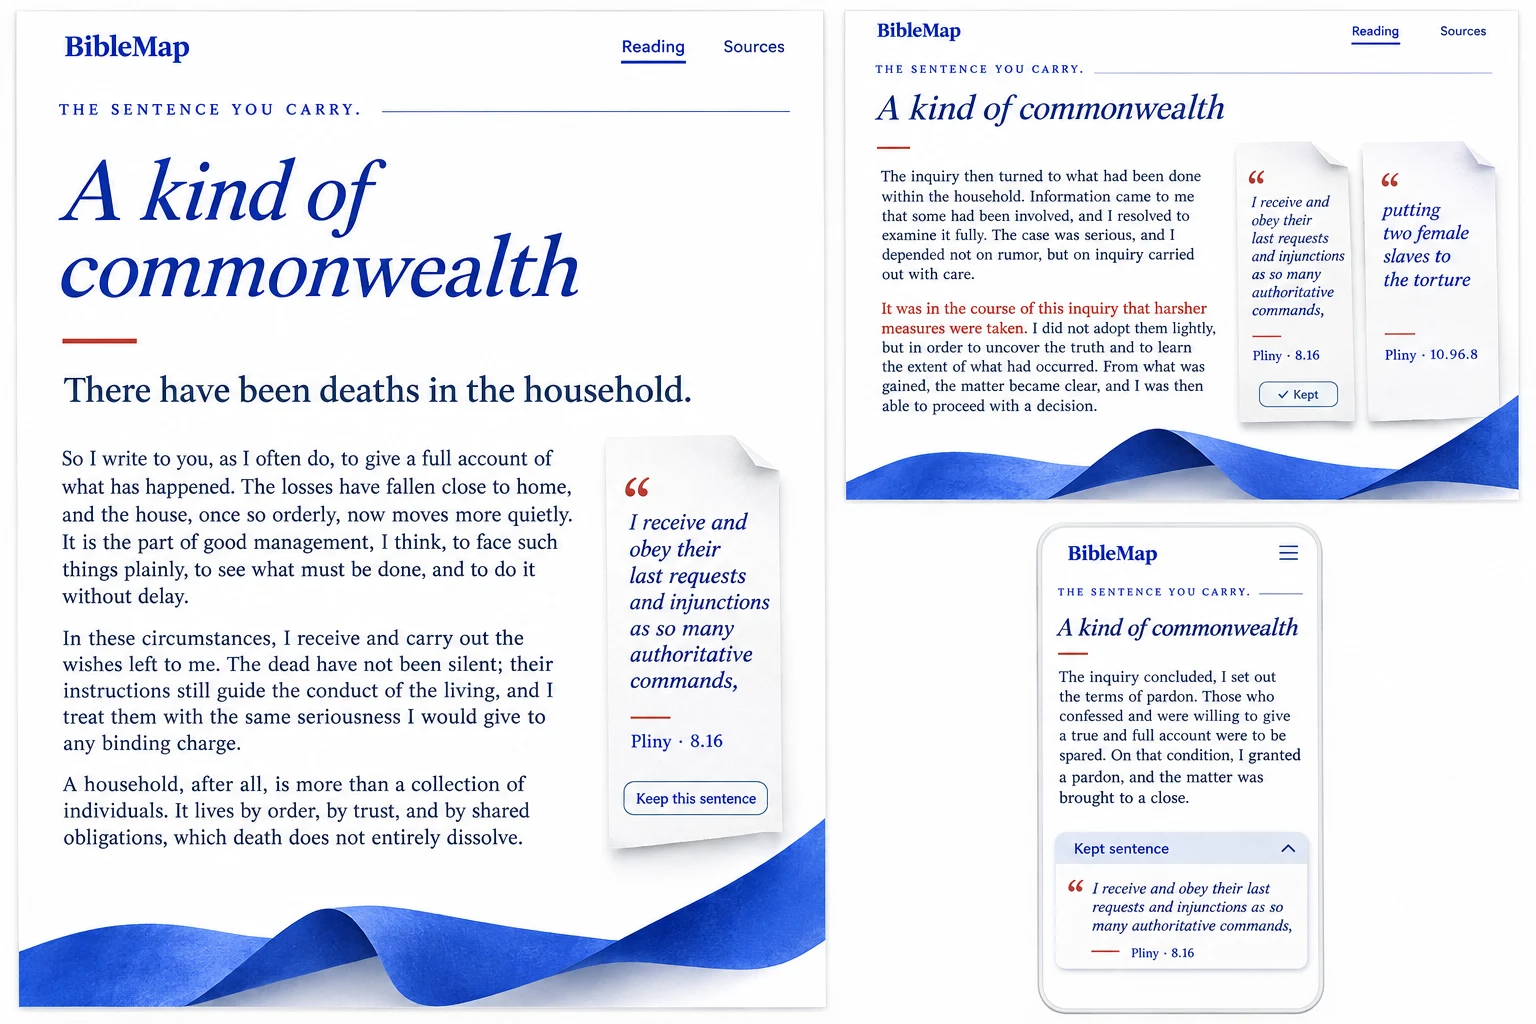 BibleMap
Reading
Sources
THE SENTENCE YOU CARRY.
A kind of
commonwealth
There have been deaths in the household.
So I write to you, as I often do, to give a full account of
what has happened. The losses have fallen close to home,
and the house, once so orderly, now moves more quietly.
It is the part of good management, I think, to face such
things plainly, to see what must be done, and to do it
without delay.
In these circumstances, I receive and carry out the
wishes left to me. The dead have not been silent; their
instructions still guide the conduct of the living, and I
treat them with the same seriousness I would give to
any binding charge.
A household, after all, is more than a collection of
individuals. It lives by order, by trust, and by shared
obligations, which death does not entirely dissolve.
“
I receive and
obey their
last requests
and injunctions
as so many
authoritative
commands,
Pliny · 8.16
Keep this sentence
BibleMap
Reading
Sources
THE SENTENCE YOU CARRY.
A kind of commonwealth
The inquiry then turned to what had been done
within the household. Information came to me
that some had been involved, and I resolved to
examine it fully. The case was serious, and I
depended not on rumor, but on inquiry carried
out with care.
It was in the course of this inquiry that harsher
measures were taken. I did not adopt them lightly,
but in order to uncover the truth and to learn
the extent of what had occurred. From what was
gained, the matter became clear, and I was then
able to proceed with a decision.
“
I receive and
obey their
last requests
and injunctions
as so many
authoritative
commands,
Pliny · 8.16
✓ Kept
“
putting
two female
slaves to
the torture
Pliny · 10.96.8
BibleMap
THE SENTENCE YOU CARRY.
A kind of commonwealth
The inquiry concluded, I set out
the terms of pardon. Those who
confessed and were willing to give
a true and full account were to be
spared. On that condition, I granted
a pardon, and the matter was
brought to a close.
Kept sentence
“ I receive and obey their last
requests and injunctions as so
many authoritative commands,
Pliny · 8.16